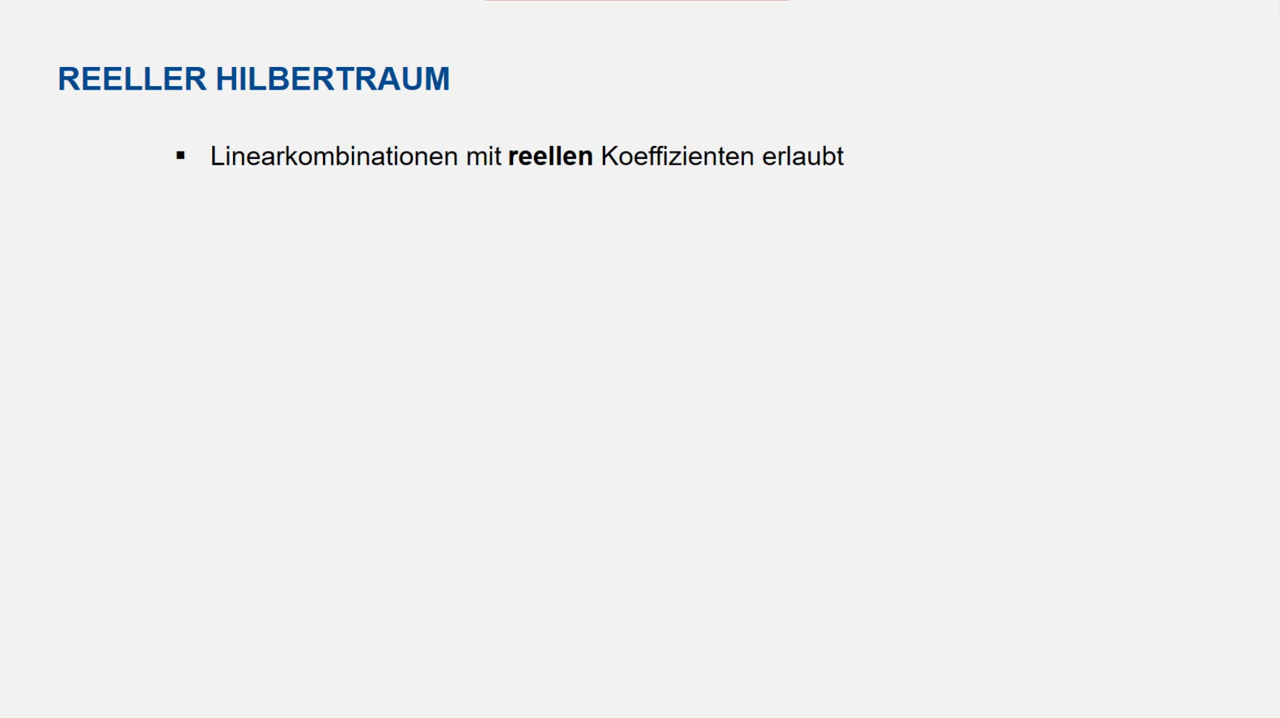 REELLER HILBERTRAUM
▪ Linearkombinationen mit reellen Koeffizienten erlaubt